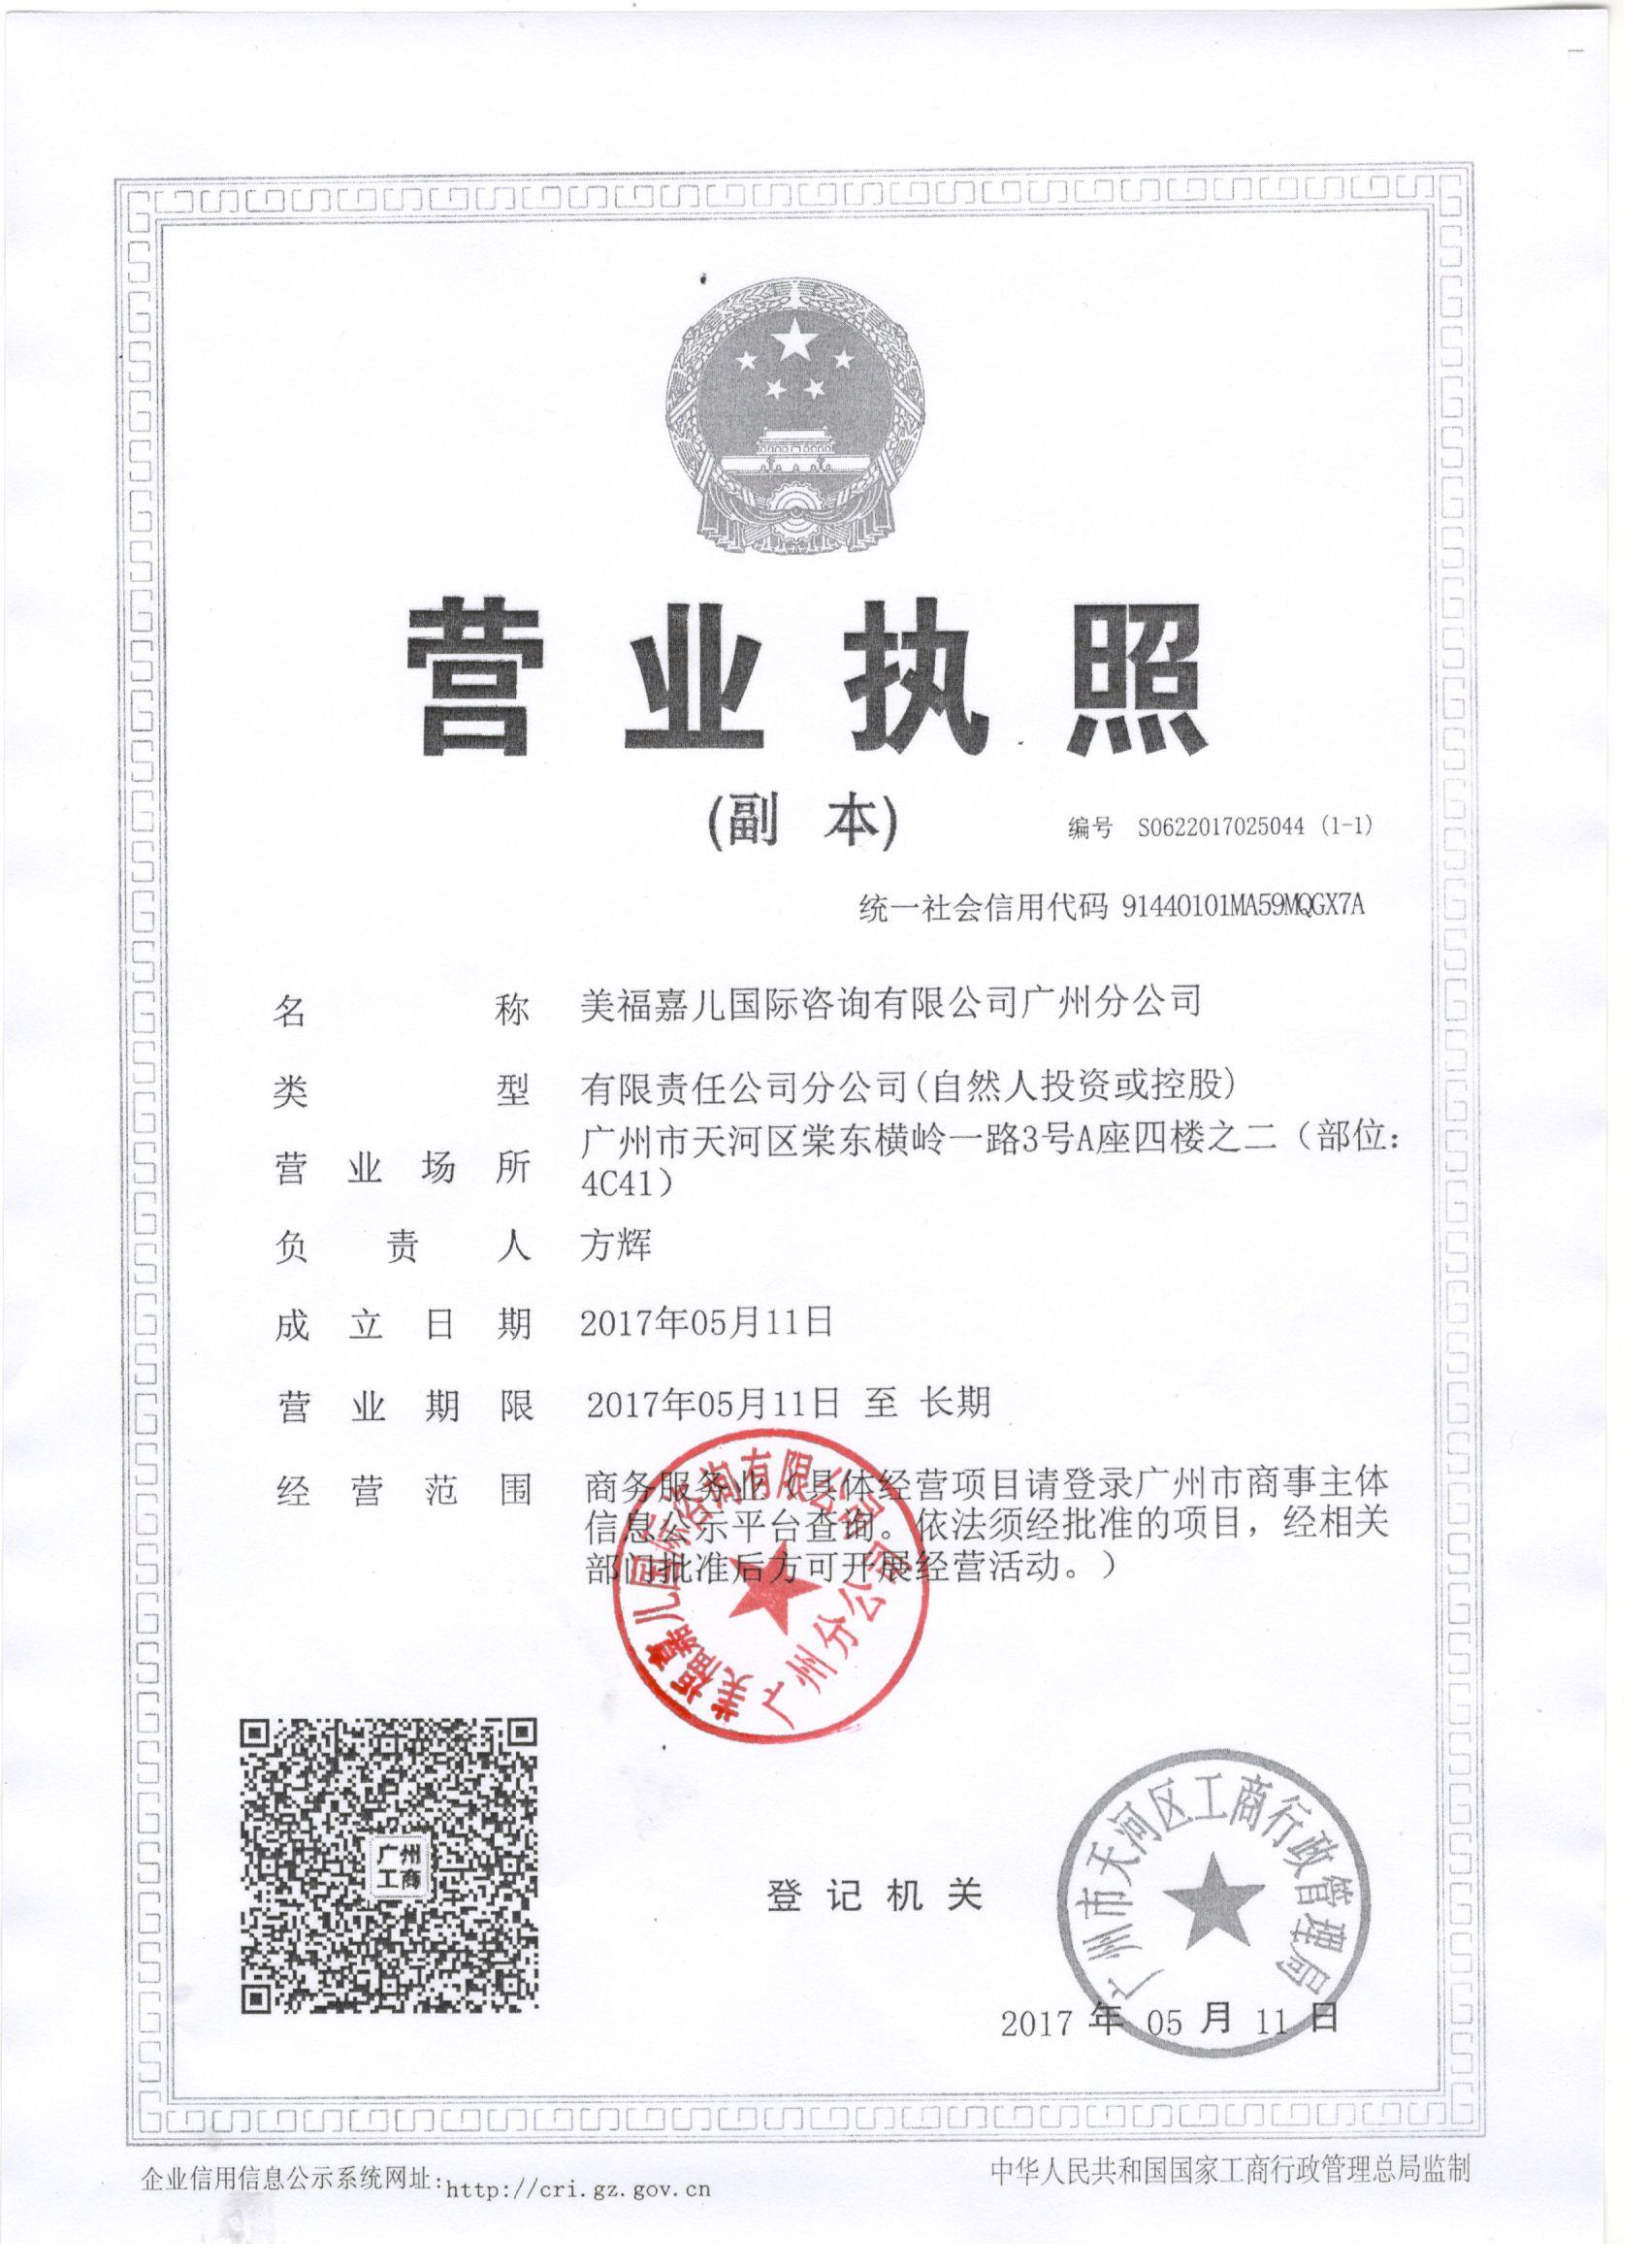 营业执照
(副 本)
编号 S0622017025044 (1-1)
统一社会信用代码 91440101MA59MQGX7A
名 称 美福嘉儿国际咨询有限公司广州分公司
类 型 有限责任公司分公司(自然人投资或控股)
营 业 场 所 广州市天河区棠东横岭一路3号A座四楼之二（部位：
4C41）
负 责 人 方辉
成 立 日 期 2017年05月11日
营 业 期 限 2017年05月11日 至 长期
经 营 范 围 商务服务业（具体经营项目请登录广州市商事主体
信息公示平台查询。依法须经批准的项目，经相关
部门批准后方可开展经营活动。）
美福嘉儿国际咨询有限公司
广州分公司
广州
工商
登记机关
广州市天河区工商行政管理局
2017 年 05 月 11 日
企业信用信息公示系统网址:http://cri.gz.gov.cn
中华人民共和国国家工商行政管理总局监制